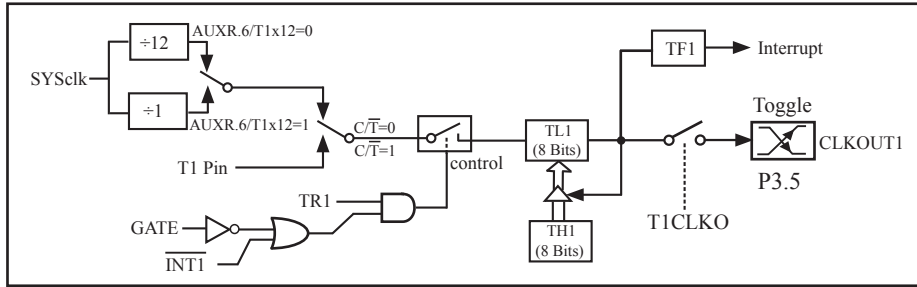 AUXR.6/T1x12=0
÷12
SYSclk
÷1
AUXR.6/T1x12=1
T1 Pin
C/T̅=0
C/T̅=1
control
TR1
GATE
I̅N̅T̅1̅
TL1
(8 Bits)
TH1
(8 Bits)
TF1
Interrupt
Toggle
CLKOUT1
P3.5
T1CLKO